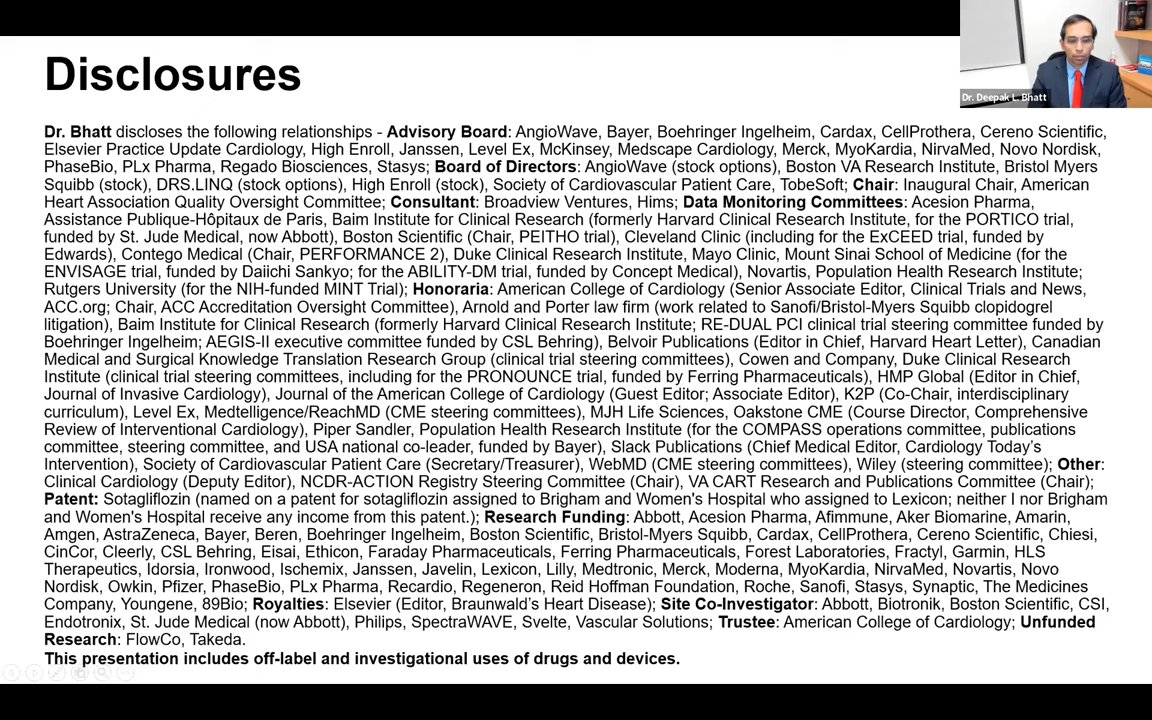 Disclosures
Dr. Deepak L. Bhatt
Dr. Bhatt discloses the following relationships - Advisory Board: AngioWave, Bayer, Boehringer Ingelheim, Cardax, CellProthera, Cereno Scientific,
Elsevier Practice Update Cardiology, High Enroll, Janssen, Level Ex, McKinsey, Medscape Cardiology, Merck, MyoKardia, NirvaMed, Novo Nordisk,
PhaseBio, PLx Pharma, Regado Biosciences, Stasys; Board of Directors: AngioWave (stock options), Boston VA Research Institute, Bristol Myers
Squibb (stock), DRS.LINQ (stock options), High Enroll (stock), Society of Cardiovascular Patient Care, TobeSoft; Chair: Inaugural Chair, American
Heart Association Quality Oversight Committee; Consultant: Broadview Ventures, Hims; Data Monitoring Committees: Acesion Pharma,
Assistance Publique-Hôpitaux de Paris, Baim Institute for Clinical Research (formerly Harvard Clinical Research Institute, for the PORTICO trial,
funded by St. Jude Medical, now Abbott), Boston Scientific (Chair, PEITHO trial), Cleveland Clinic (including for the ExCEED trial, funded by
Edwards), Contego Medical (Chair, PERFORMANCE 2), Duke Clinical Research Institute, Mayo Clinic, Mount Sinai School of Medicine (for the
ENVISAGE trial, funded by Daiichi Sankyo; for the ABILITY-DM trial, funded by Concept Medical), Novartis, Population Health Research Institute;
Rutgers University (for the NIH-funded MINT Trial); Honoraria: American College of Cardiology (Senior Associate Editor, Clinical Trials and News,
ACC.org; Chair, ACC Accreditation Oversight Committee), Arnold and Porter law firm (work related to Sanofi/Bristol-Myers Squibb clopidogrel
litigation), Baim Institute for Clinical Research (formerly Harvard Clinical Research Institute; RE-DUAL PCI clinical trial steering committee funded by
Boehringer Ingelheim; AEGIS-II executive committee funded by CSL Behring), Belvoir Publications (Editor in Chief, Harvard Heart Letter), Canadian
Medical and Surgical Knowledge Translation Research Group (clinical trial steering committees), Cowen and Company, Duke Clinical Research
Institute (clinical trial steering committees, including for the PRONOUNCE trial, funded by Ferring Pharmaceuticals), HMP Global (Editor in Chief,
Journal of Invasive Cardiology), Journal of the American College of Cardiology (Guest Editor; Associate Editor), K2P (Co-Chair, interdisciplinary
curriculum), Level Ex, Medtelligence/ReachMD (CME steering committees), MJH Life Sciences, Oakstone CME (Course Director, Comprehensive
Review of Interventional Cardiology), Piper Sandler, Population Health Research Institute (for the COMPASS operations committee, publications
committee, steering committee, and USA national co-leader, funded by Bayer), Slack Publications (Chief Medical Editor, Cardiology Today's
Intervention), Society of Cardiovascular Patient Care (Secretary/Treasurer), WebMD (CME steering committees), Wiley (steering committee); Other:
Clinical Cardiology (Deputy Editor), NCDR-ACTION Registry Steering Committee (Chair), VA CART Research and Publications Committee (Chair);
Patent: Sotagliflozin (named on a patent for sotagliflozin assigned to Brigham and Women's Hospital who assigned to Lexicon; neither I nor Brigham
and Women's Hospital receive any income from this patent.); Research Funding: Abbott, Acesion Pharma, Afimmune, Aker Biomarine, Amarin,
Amgen, AstraZeneca, Bayer, Beren, Boehringer Ingelheim, Boston Scientific, Bristol-Myers Squibb, Cardax, CellProthera, Cereno Scientific, Chiesi,
CinCor, Cleerly, CSL Behring, Eisai, Ethicon, Faraday Pharmaceuticals, Ferring Pharmaceuticals, Forest Laboratories, Fractyl, Garmin, HLS
Therapeutics, Idorsia, Ironwood, Ischemix, Janssen, Javelin, Lexicon, Lilly, Medtronic, Merck, Moderna, MyoKardia, NirvaMed, Novartis, Novo
Nordisk, Owkin, Pfizer, PhaseBio, PLx Pharma, Recardio, Regeneron, Reid Hoffman Foundation, Roche, Sanofi, Stasys, Synaptic, The Medicines
Company, Youngene, 89Bio; Royalties: Elsevier (Editor, Braunwald's Heart Disease); Site Co-Investigator: Abbott, Biotronik, Boston Scientific, CSI,
Endotronix, St. Jude Medical (now Abbott), Philips, SpectraWAVE, Svelte, Vascular Solutions; Trustee: American College of Cardiology; Unfunded
Research: FlowCo, Takeda.
This presentation includes off-label and investigational uses of drugs and devices.